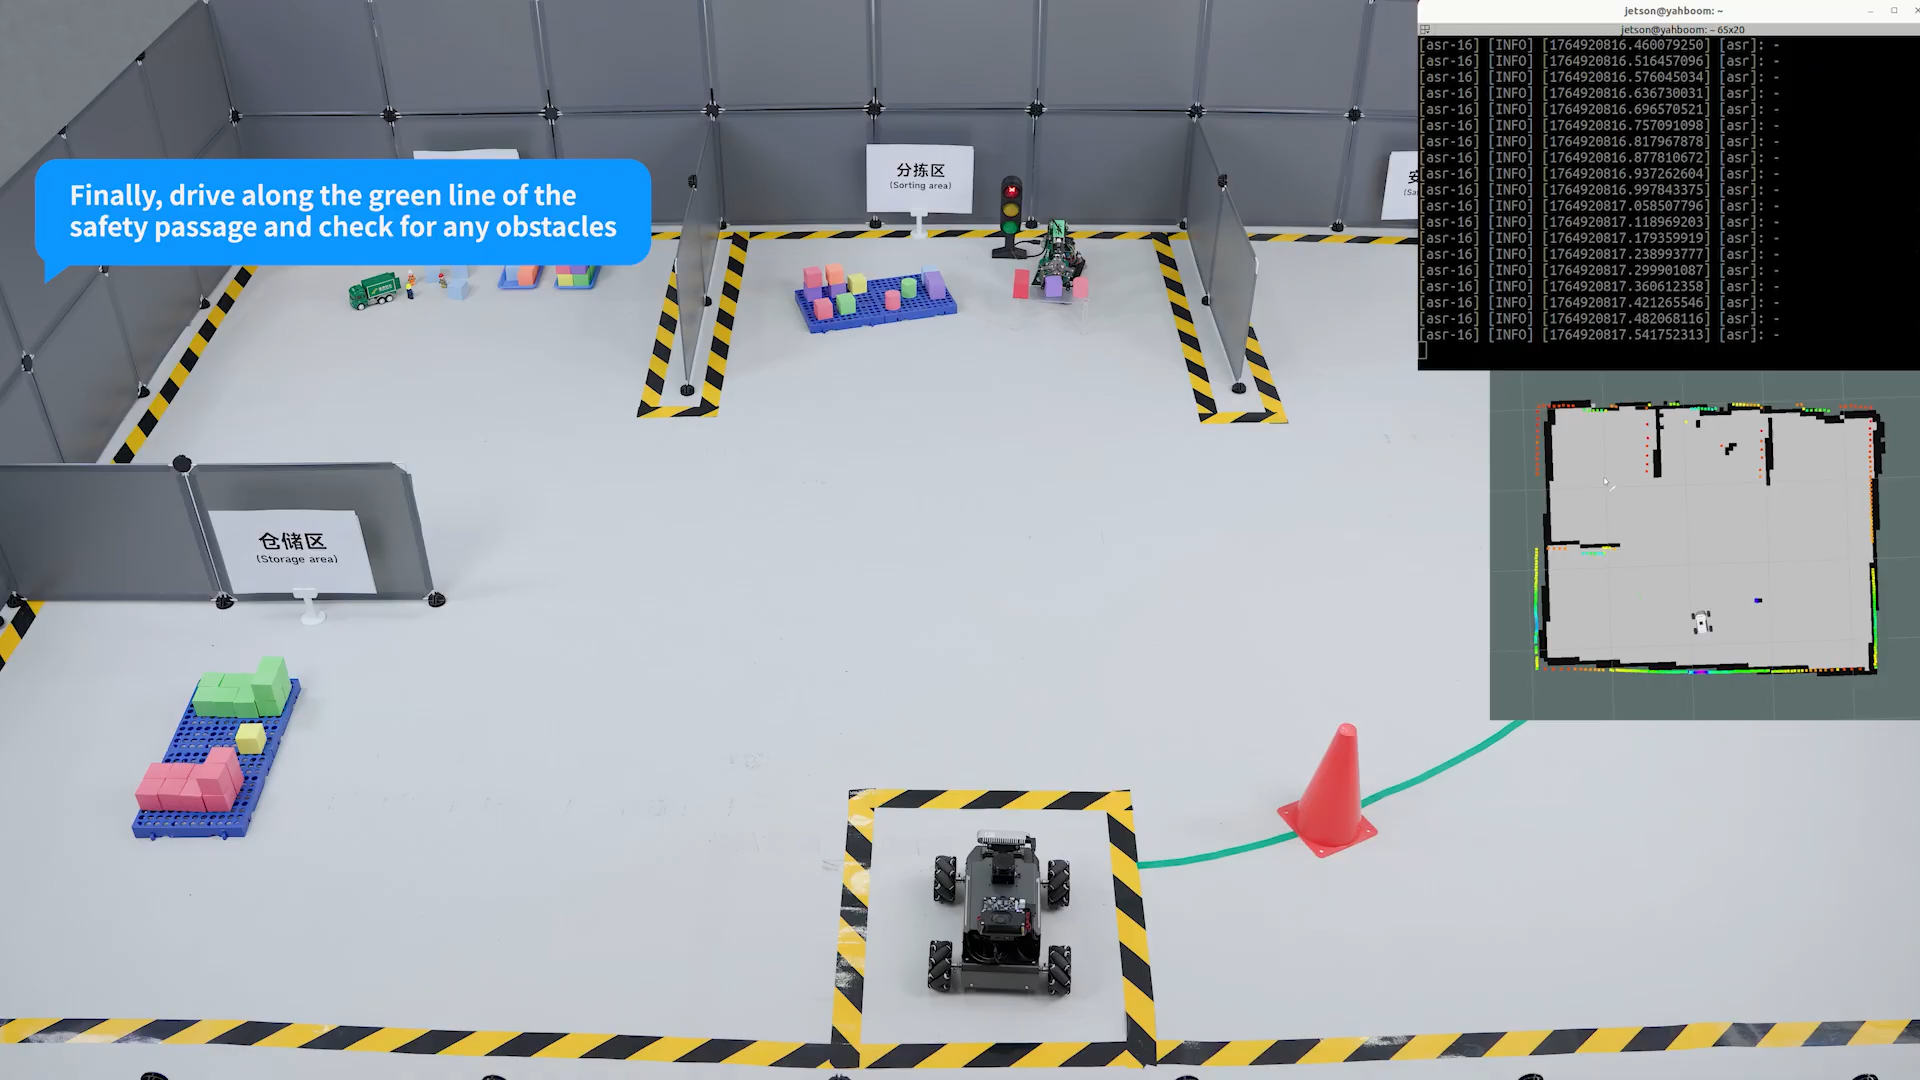 jetson@yahboom: ~
jetson@yahboom: ~ 65x20
[asr-16] [INFO] [1764920816.460079250] [asr]: -
[asr-16] [INFO] [1764920816.516457096] [asr]: -
[asr-16] [INFO] [1764920816.576045034] [asr]: -
[asr-16] [INFO] [1764920816.636730031] [asr]: -
[asr-16] [INFO] [1764920816.696570521] [asr]: -
[asr-16] [INFO] [1764920816.757091098] [asr]: -
[asr-16] [INFO] [1764920816.817967878] [asr]: -
[asr-16] [INFO] [1764920816.877810672] [asr]: -
[asr-16] [INFO] [1764920816.937262604] [asr]: -
[asr-16] [INFO] [1764920816.997843375] [asr]: -
[asr-16] [INFO] [1764920817.058507796] [asr]: -
[asr-16] [INFO] [1764920817.118969203] [asr]: -
[asr-16] [INFO] [1764920817.179359919] [asr]: -
[asr-16] [INFO] [1764920817.238993777] [asr]: -
[asr-16] [INFO] [1764920817.299901087] [asr]: -
[asr-16] [INFO] [1764920817.360612358] [asr]: -
[asr-16] [INFO] [1764920817.421265546] [asr]: -
[asr-16] [INFO] [1764920817.482068116] [asr]: -
[asr-16] [INFO] [1764920817.541752313] [asr]: -
Finally, drive along the green line of the
safety passage and check for any obstacles
分拣区
(Sorting area)
仓储区
(Storage area)